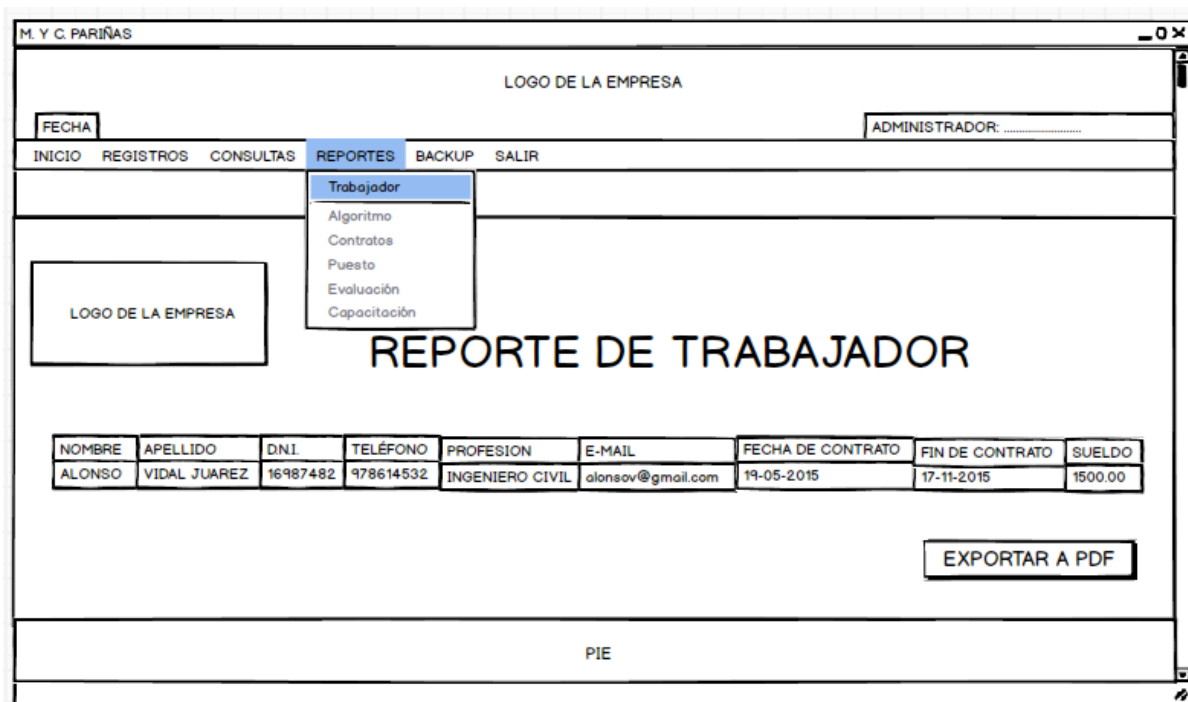 M. Y C. PARIÑAS
LOGO DE LA EMPRESA
FECHA
ADMINISTRADOR: ..........................
INICIO REGISTROS CONSULTAS REPORTES BACKUP SALIR
Trabajador
Algoritmo
Contratos
Puesto
Evaluación
Capacitación
LOGO DE LA EMPRESA
REPORTE DE TRABAJADOR
NOMBRE APELLIDO D.N.I. TELÉFONO PROFESION E-MAIL FECHA DE CONTRATO FIN DE CONTRATO SUELDO
ALONSO VIDAL JUAREZ 16987482 978614532 INGENIERO CIVIL alonsov@gmail.com 19-05-2015 17-11-2015 1500.00
EXPORTAR A PDF
PIE